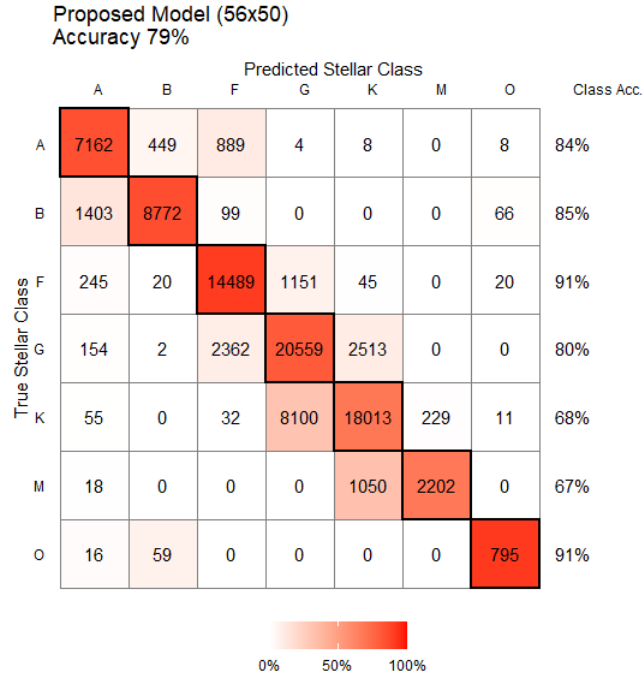 Proposed Model (56x50)
Accuracy 79%
Predicted Stellar Class
A B F G K M O Class Acc.
A 7162 449 889 4 8 0 8 84%
B 1403 8772 99 0 0 0 66 85%
True Stellar Class
F 245 20 14489 1151 45 0 20 91%
G 154 2 2362 20559 2513 0 0 80%
K 55 0 32 8100 18013 229 11 68%
M 18 0 0 0 1050 2202 0 67%
O 16 59 0 0 0 0 795 91%
0% 50% 100%